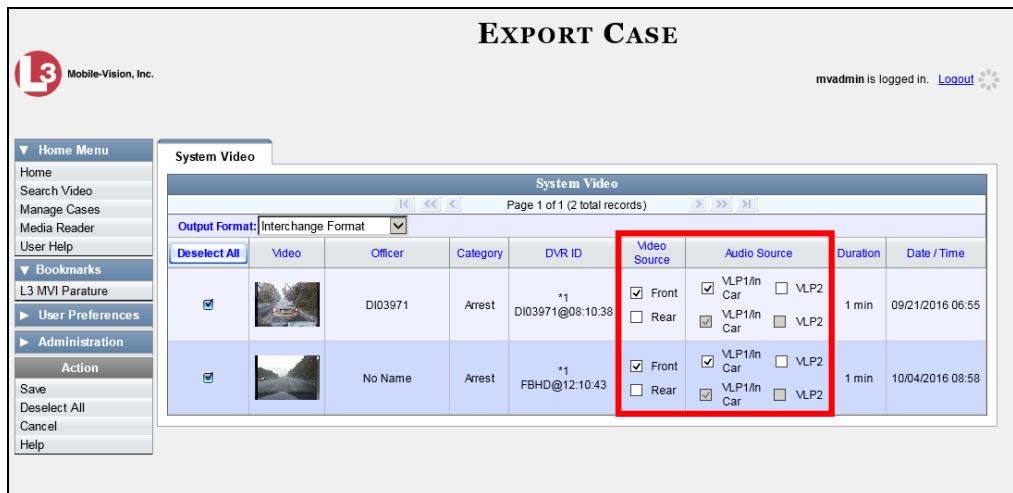 EXPORT CASE
L3 Mobile-Vision, Inc.
mvadmin is logged in. Logout
▼ Home Menu
Home
Search Video
Manage Cases
Media Reader
User Help
▼ Bookmarks
L3 MVI Parature
▶ User Preferences
▶ Administration
Action
Save
Deselect All
Cancel
Help
System Video
System Video
|< << < Page 1 of 1 (2 total records) > >> >|
Output Format: Interchange Format
Deselect All Video Officer Category DVR ID Video Source Audio Source Duration Date / Time
DI03971 Arrest *1 DI03971@08:10:38 Front Rear VLP1/In Car VLP2 VLP1/In Car VLP2 1 min 09/21/2016 06:55
No Name Arrest *1 FBHD@12:10:43 Front Rear VLP1/In Car VLP2 VLP1/In Car VLP2 1 min 10/04/2016 08:58